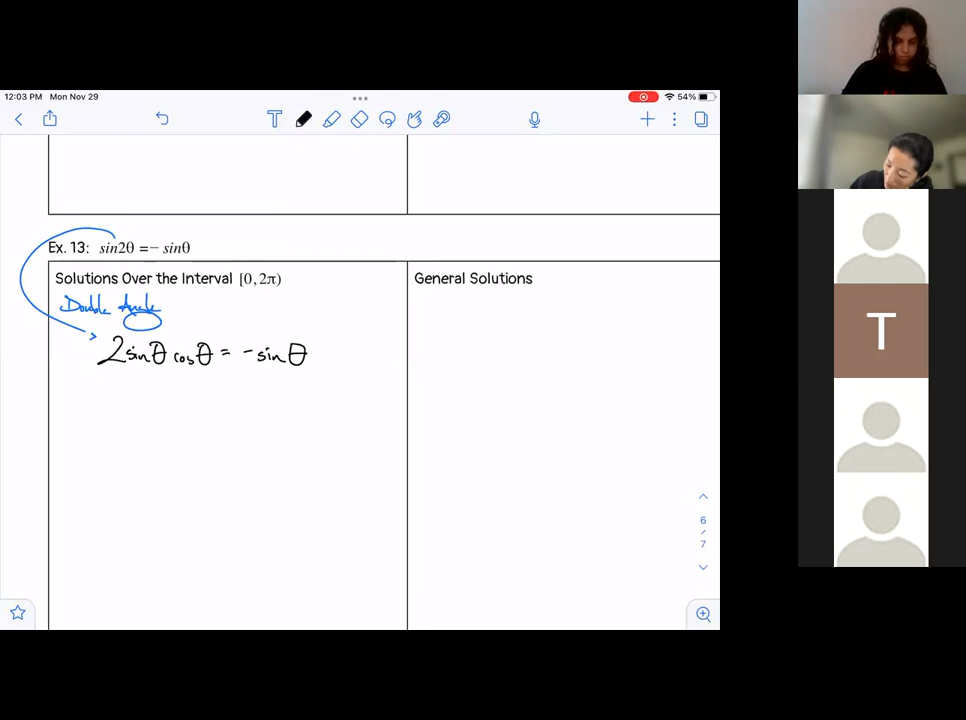 12:03 PM Mon Nov 29
54%
T
Ex. 13: sin2θ =− sinθ
Solutions Over the Interval [0, 2π)
General Solutions
Double Angle
2sinθ cosθ = -sinθ
6
7
T